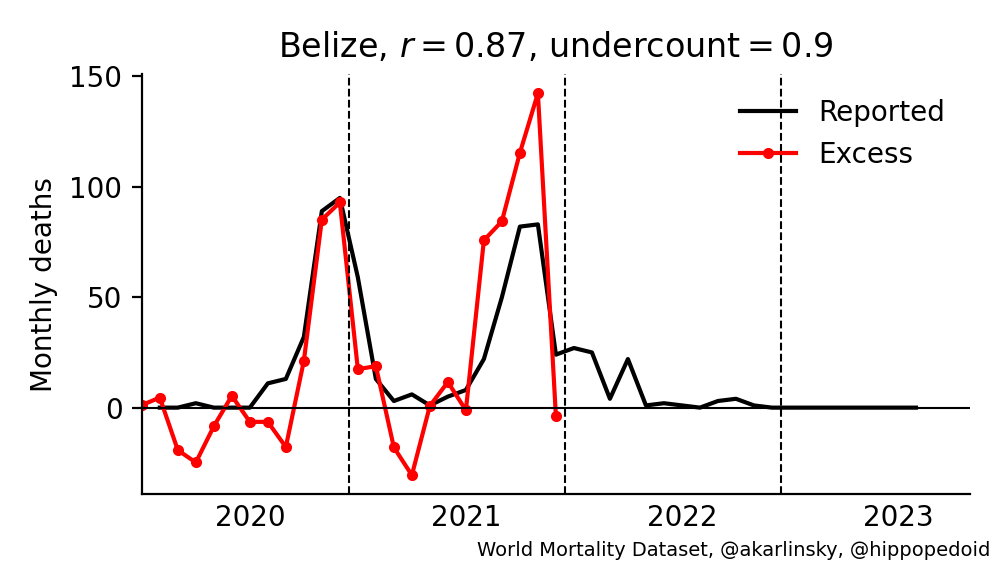 Belize, r = 0.87, undercount = 0.9
Monthly deaths
150
100
50
0
Reported
Excess
2020 2021 2022 2023
World Mortality Dataset, @akarlinsky, @hippopedoid